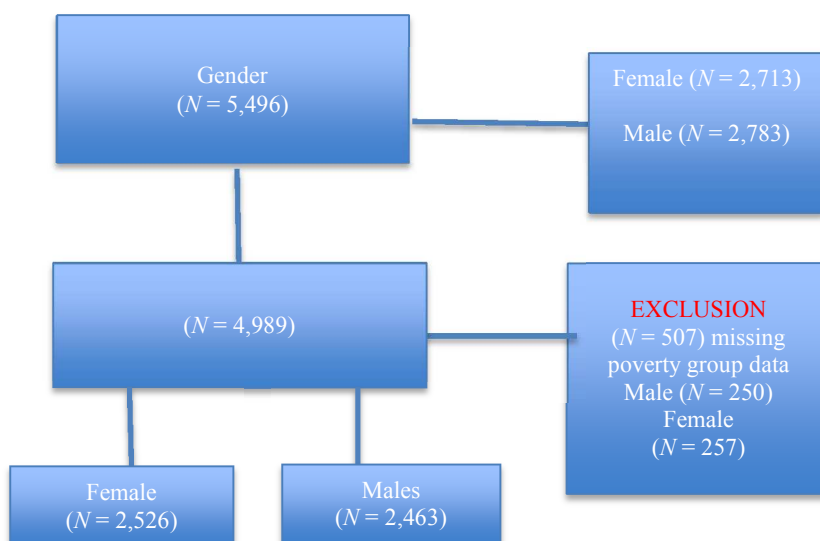 Gender
(N = 5,496)
Female (N = 2,713)
Male (N = 2,783)
(N = 4,989)
EXCLUSION
(N = 507) missing
poverty group data
Male (N = 250)
Female
(N = 257)
Female
(N = 2,526)
Males
(N = 2,463)